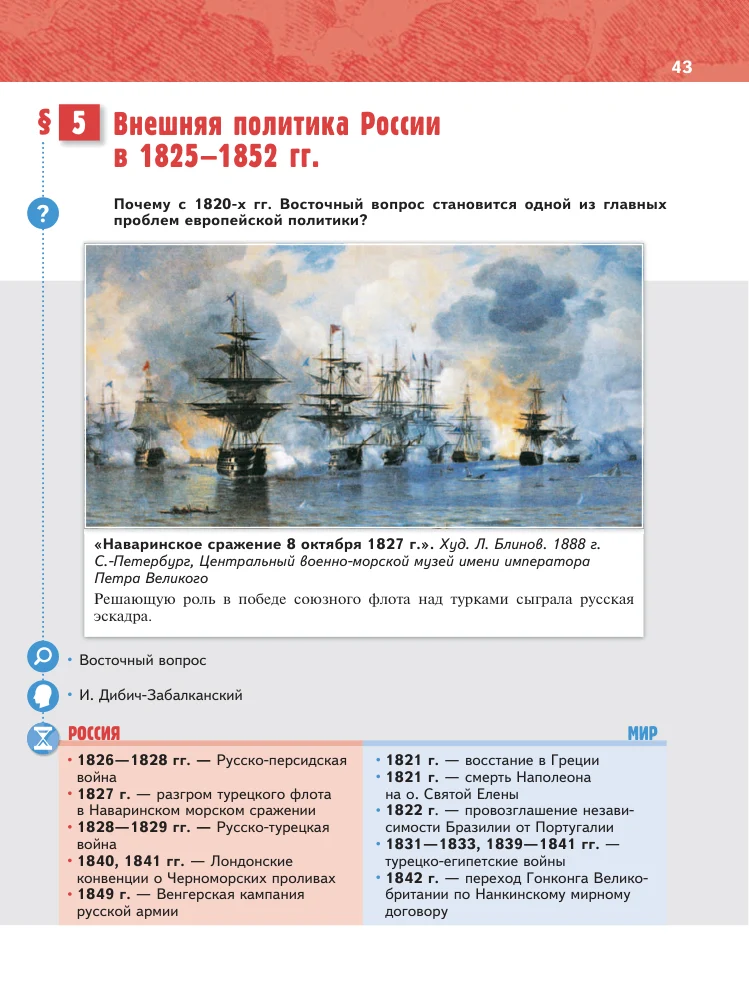 43
§ 5 Внешняя политика России
в 1825–1852 гг.
?
Почему с 1820-х гг. Восточный вопрос становится одной из главных
проблем европейской политики?
«Наваринское сражение 8 октября 1827 г.». Худ. Л. Блинов. 1888 г.
С.-Петербург, Центральный военно-морской музей имени императора
Петра Великого
Решающую роль в победе союзного флота над турками сыграла русская
эскадра.
• Восточный вопрос
• И. Дибич-Забалканский
РОССИЯ
• 1826—1828 гг. — Русско-персидская
война
• 1827 г. — разгром турецкого флота
в Наваринском морском сражении
• 1828—1829 гг. — Русско-турецкая
война
• 1840, 1841 гг. — Лондонские
конвенции о Черноморских проливах
• 1849 г. — Венгерская кампания
русской армии
МИР
• 1821 г. — восстание в Греции
• 1821 г. — смерть Наполеона
на о. Святой Елены
• 1822 г. — провозглашение незави-
симости Бразилии от Португалии
• 1831—1833, 1839—1841 гг. —
турецко-египетские войны
• 1842 г. — переход Гонконга Велико-
британии по Нанкинскому мирному
договору